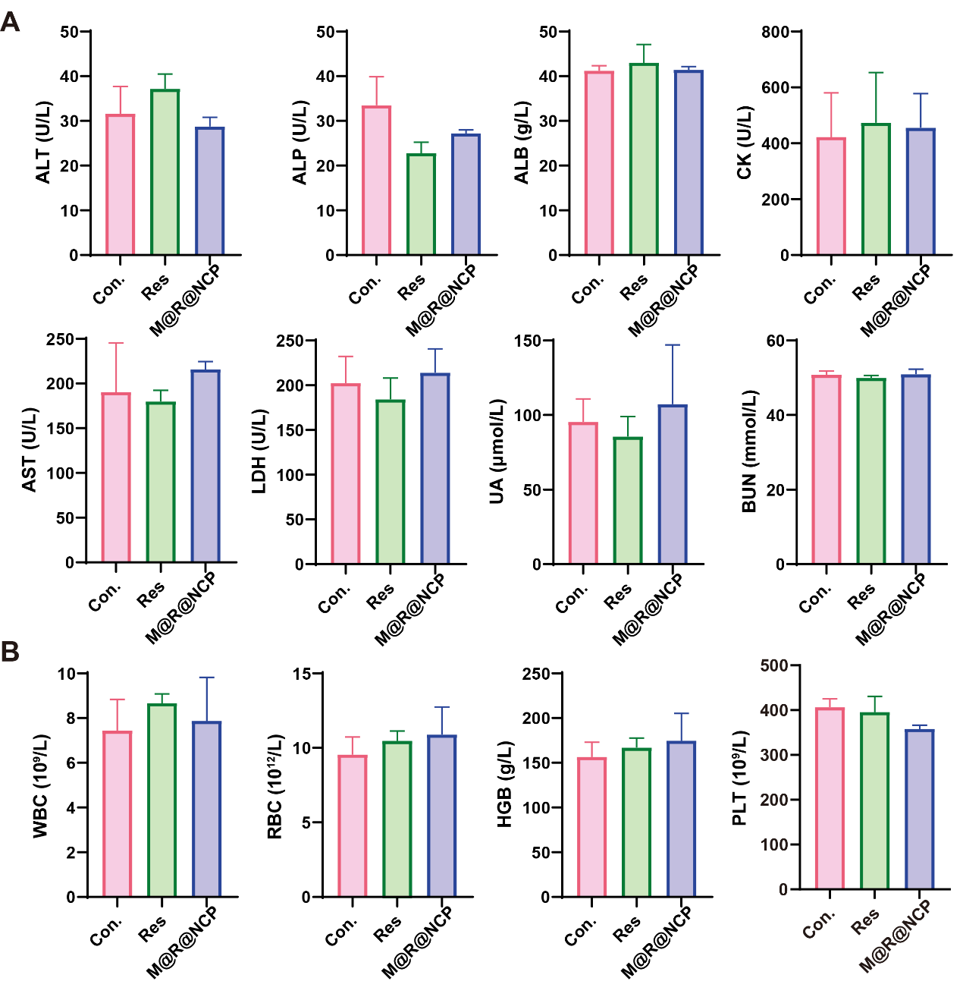 A
50
40
30
20
10
0
ALT (U/L)
Con.
Res
M@R@NCP
50
40
30
20
10
0
ALP (U/L)
Con.
Res
M@R@NCP
50
40
30
20
10
0
ALB (g/L)
Con.
Res
M@R@NCP
800
600
400
200
0
CK (U/L)
Con.
Res
M@R@NCP
250
200
150
100
50
0
AST (U/L)
Con.
Res
M@R@NCP
250
200
150
100
50
0
LDH (U/L)
Con.
Res
M@R@NCP
150
100
50
0
UA (μmol/L)
Con.
Res
M@R@NCP
60
40
20
0
BUN (mmol/L)
Con.
Res
M@R@NCP
B
10
8
6
4
2
0
WBC (10⁹/L)
Con.
Res
M@R@NCP
15
10
5
0
RBC (10¹²/L)
Con.
Res
M@R@NCP
250
200
150
100
50
0
HGB (g/L)
Con.
Res
M@R@NCP
500
400
300
200
100
0
PLT (10⁹/L)
Con.
Res
M@R@NCP